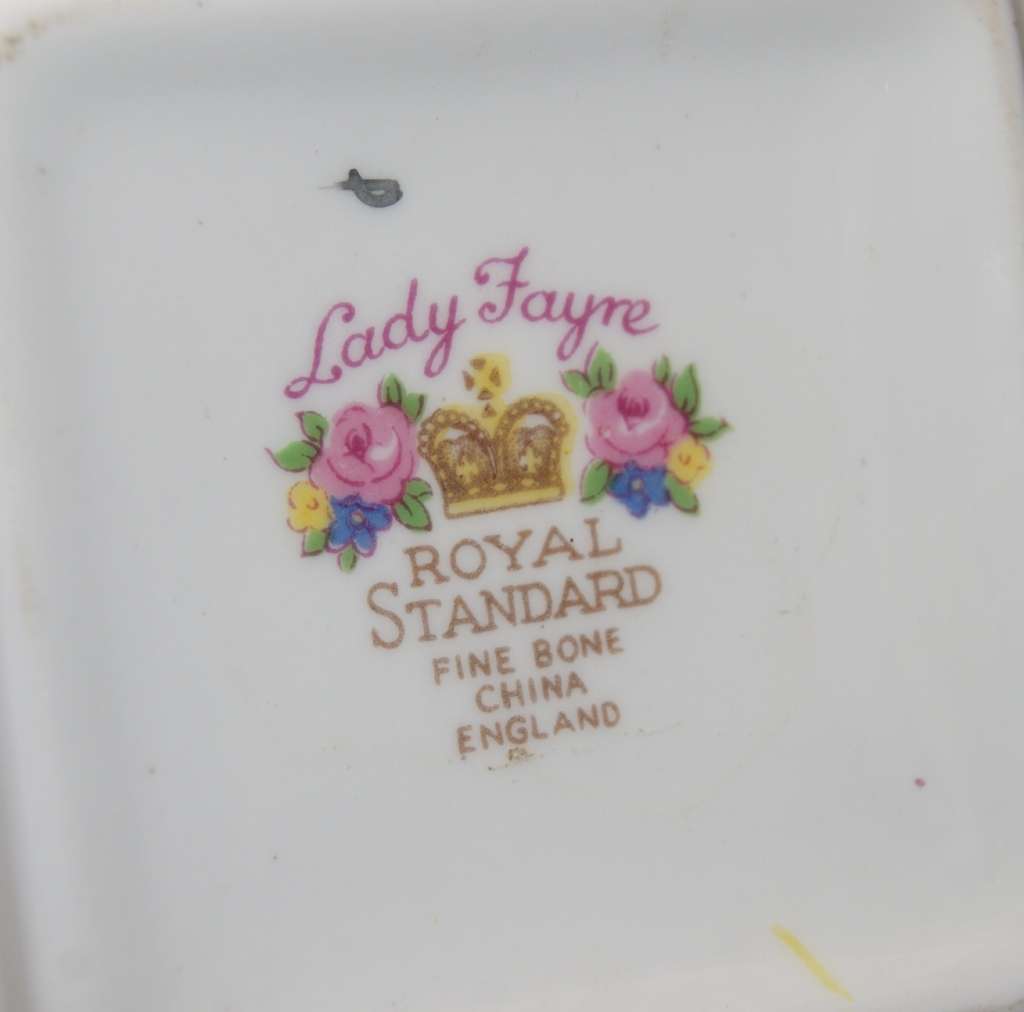 Lady Fayre
ROYAL
STANDARD
FINE BONE
CHINA
ENGLAND